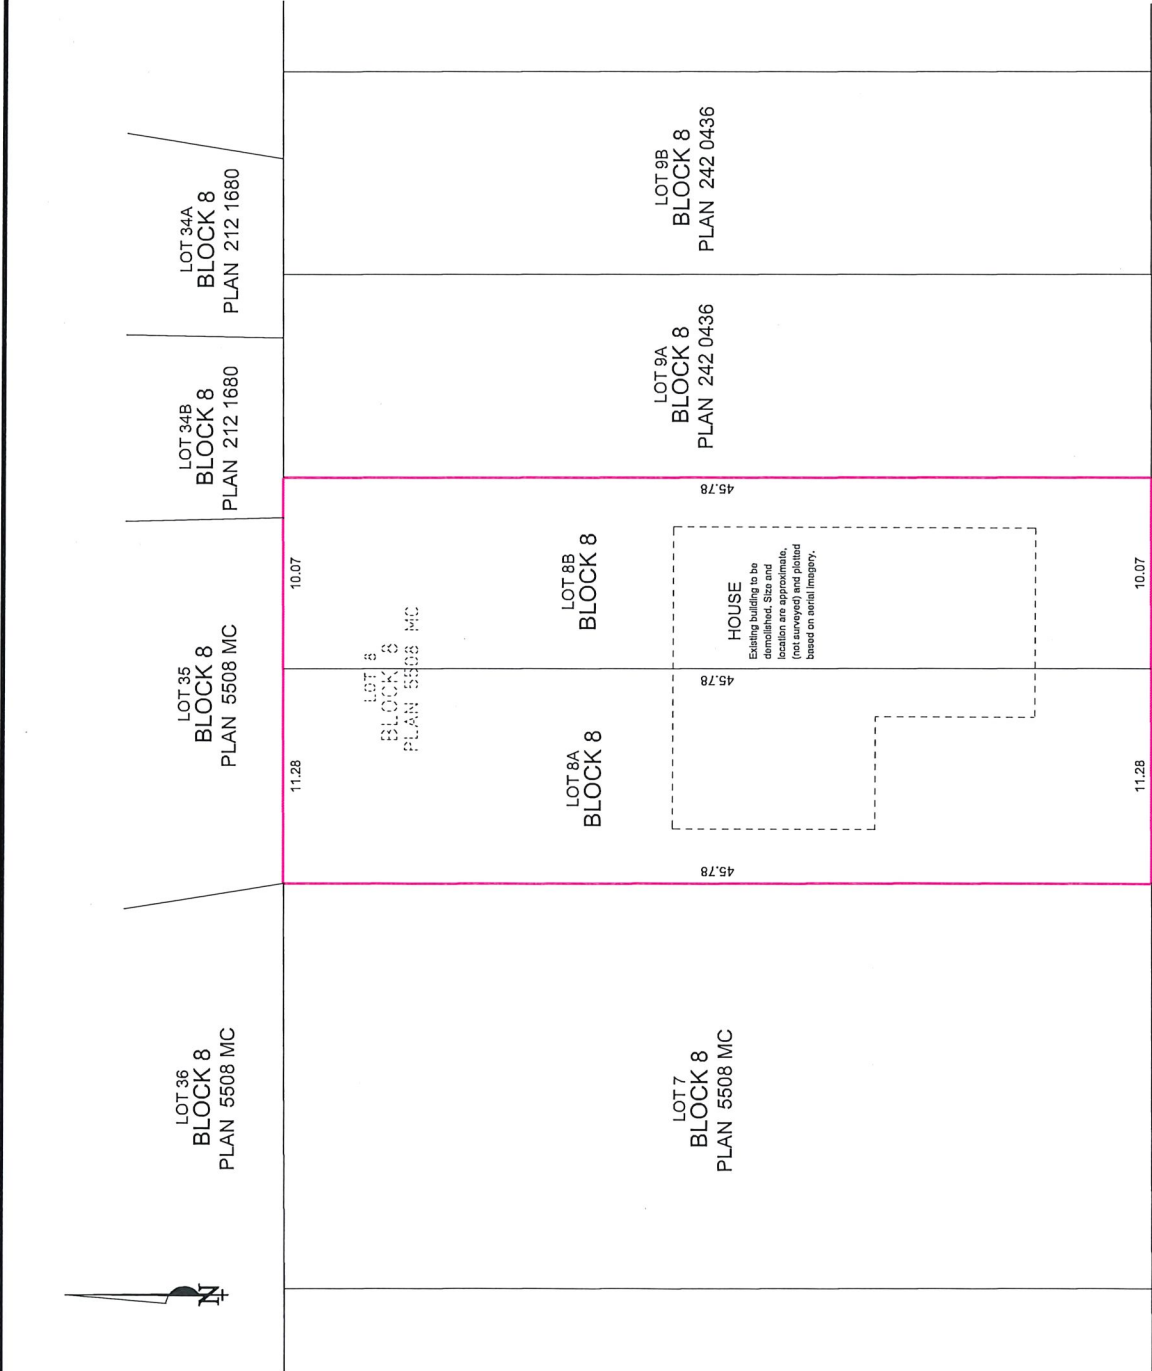 LOT 34A
BLOCK 8
PLAN 212 1680
LOT 34B
BLOCK 8
PLAN 212 1680
LOT 35
BLOCK 8
PLAN 5508 MC
LOT 36
BLOCK 8
PLAN 5508 MC
N
LOT 9B
BLOCK 8
PLAN 242 0436
LOT 9A
BLOCK 8
PLAN 242 0436
45.78
10.07
LOT 8B
BLOCK 8
HOUSE
Existing building to be
demolished. Size and
location are approximate,
(not surveyed) and plotted
based on aerial imagery.
10.07
LOT 8
BLOCK 8
PLAN 5508 MC
45.78
11.28
LOT 8A
BLOCK 8
11.28
45.78
LOT 7
BLOCK 8
PLAN 5508 MC